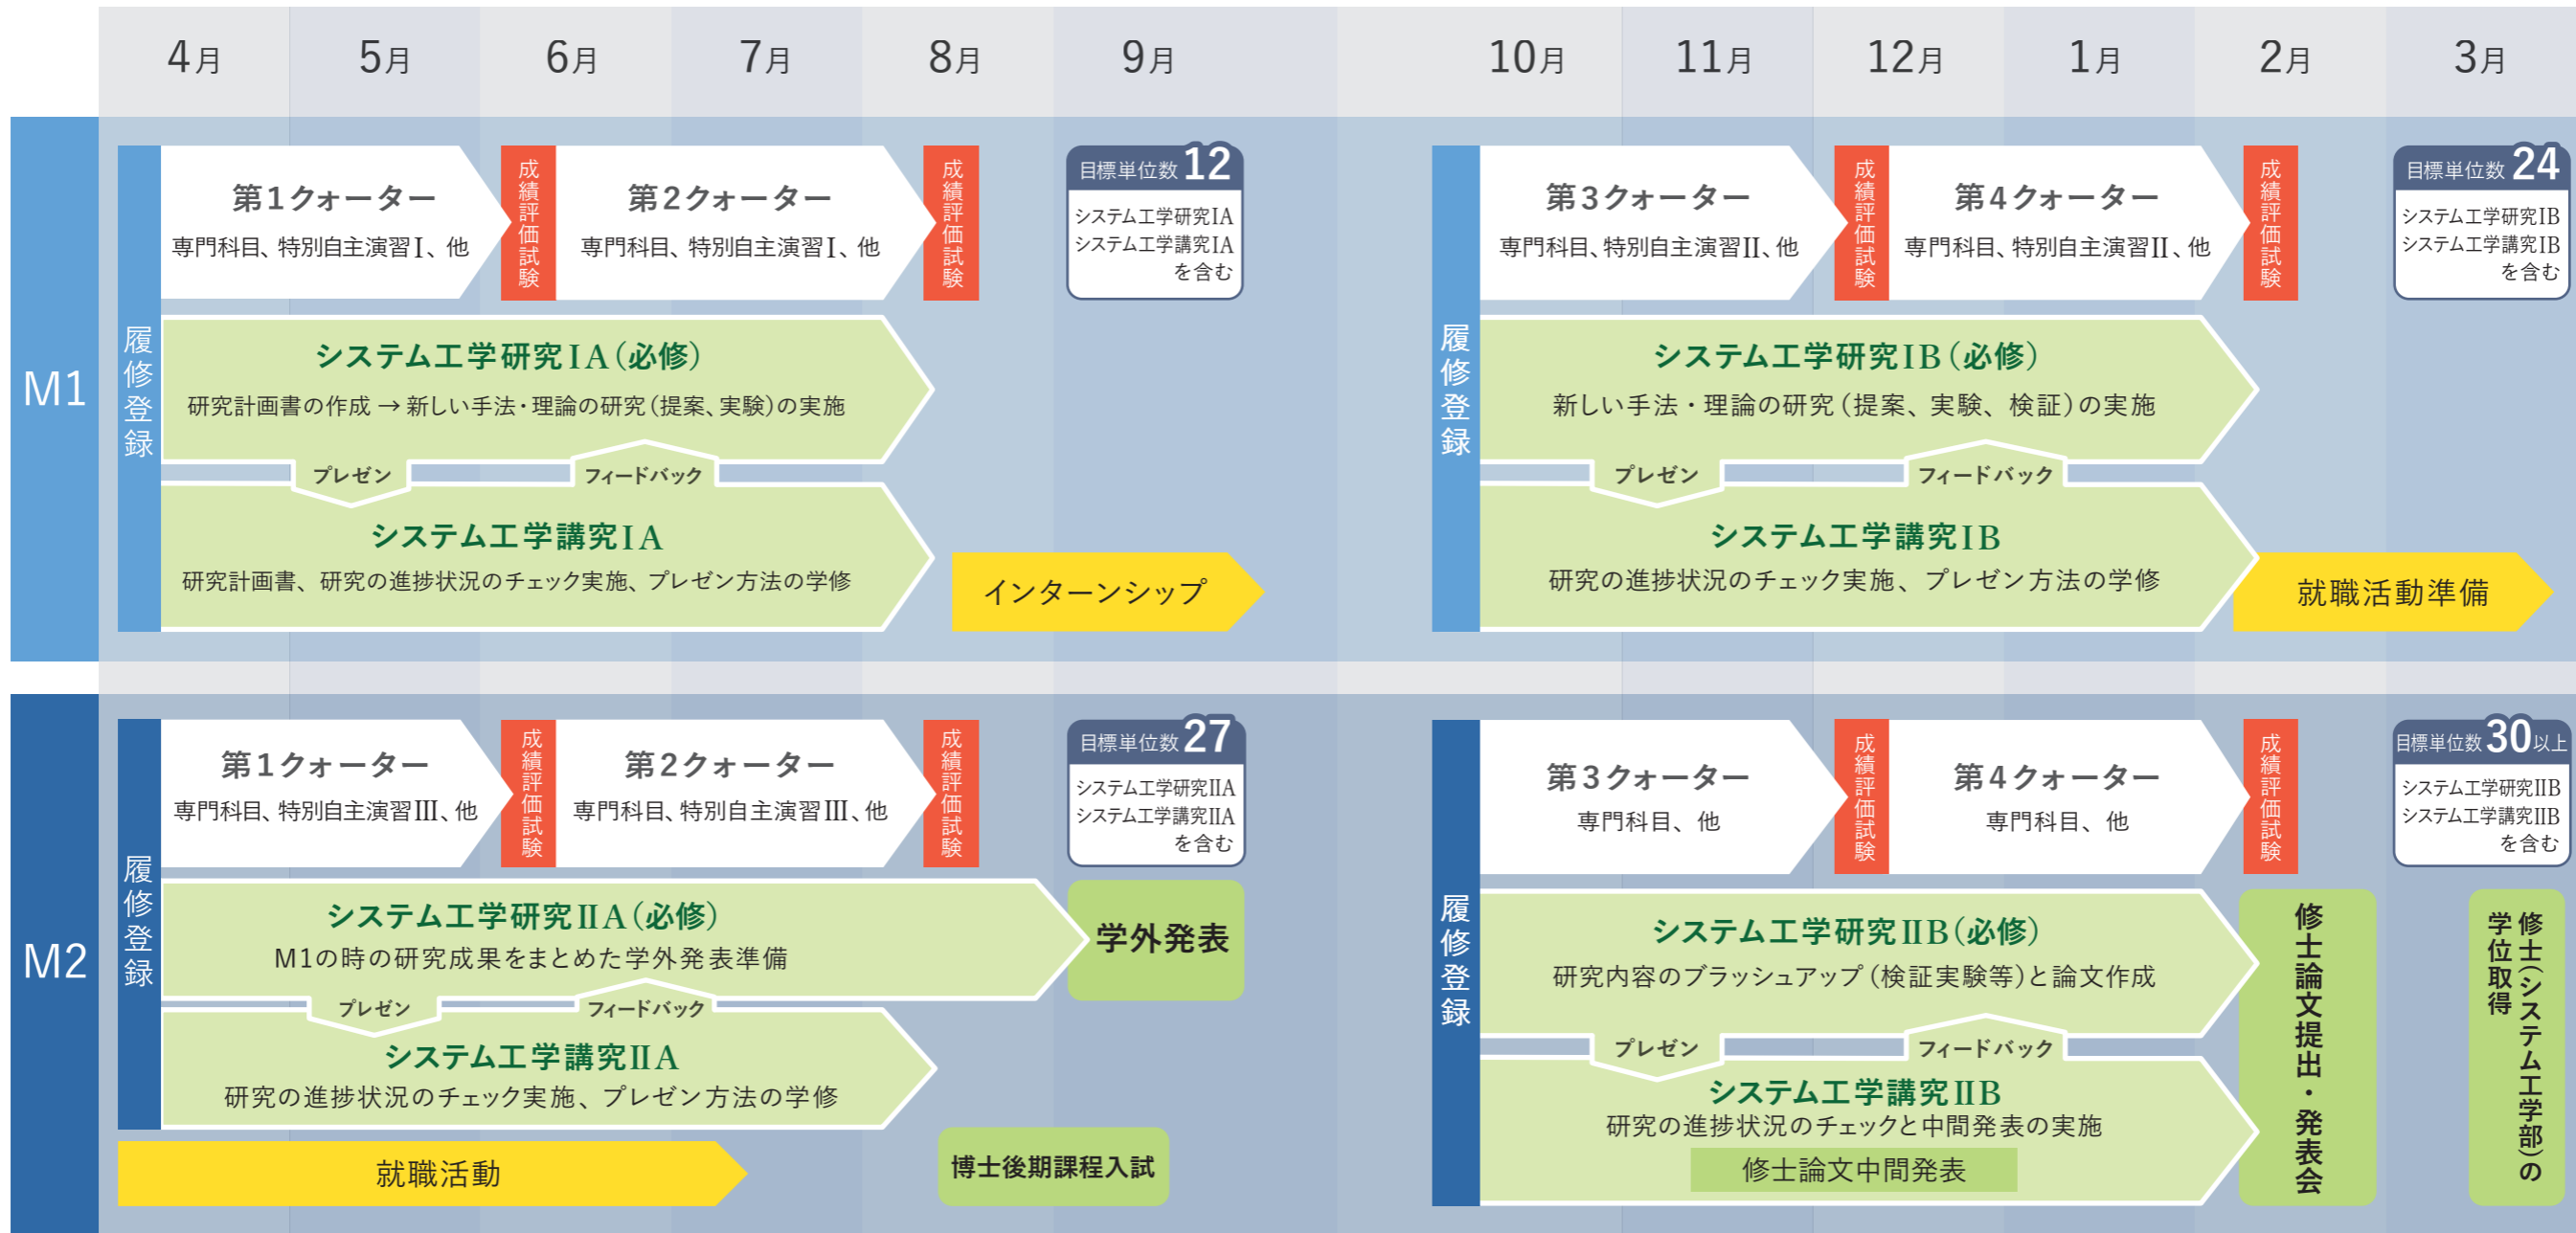 4月 5月 6月 7月 8月 9月 10月 11月 12月 1月 2月 3月
M1
履修登録
第1クォーター
専門科目、特別自主演習Ⅰ、他
成績評価試験
第2クォーター
専門科目、特別自主演習Ⅰ、他
成績評価試験
目標単位数 12
システム工学研究ⅠA
システム工学講究ⅠA
を含む
システム工学研究ⅠA（必修）
研究計画書の作成 → 新しい手法・理論の研究（提案、実験）の実施
プレゼン
フィードバック
システム工学講究ⅠA
研究計画書、研究の進捗状況のチェック実施、プレゼン方法の学修
インターンシップ
履修登録
第3クォーター
専門科目、特別自主演習Ⅱ、他
成績評価試験
第4クォーター
専門科目、特別自主演習Ⅱ、他
成績評価試験
目標単位数 24
システム工学研究ⅠB
システム工学講究ⅠB
を含む
システム工学研究ⅠB（必修）
新しい手法・理論の研究（提案、実験、検証）の実施
プレゼン
フィードバック
システム工学講究ⅠB
研究の進捗状況のチェック実施、プレゼン方法の学修
就職活動準備
M2
履修登録
第1クォーター
専門科目、特別自主演習Ⅲ、他
成績評価試験
第2クォーター
専門科目、特別自主演習Ⅲ、他
成績評価試験
目標単位数 27
システム工学研究ⅡA
システム工学講究ⅡA
を含む
システム工学研究ⅡA（必修）
M1の時の研究成果をまとめた学外発表準備
学外発表
プレゼン
フィードバック
システム工学講究ⅡA
研究の進捗状況のチェック実施、プレゼン方法の学修
就職活動
博士後期課程入試
履修登録
第3クォーター
専門科目、他
成績評価試験
第4クォーター
専門科目、他
成績評価試験
目標単位数 30以上
システム工学研究ⅡB
システム工学講究ⅡB
を含む
システム工学研究ⅡB（必修）
研究内容のブラッシュアップ（検証実験等）と論文作成
プレゼン
フィードバック
システム工学講究ⅡB
研究の進捗状況のチェックと中間発表の実施
修士論文中間発表
修士論文提出・発表会
修士（システム工学部）の
学位取得